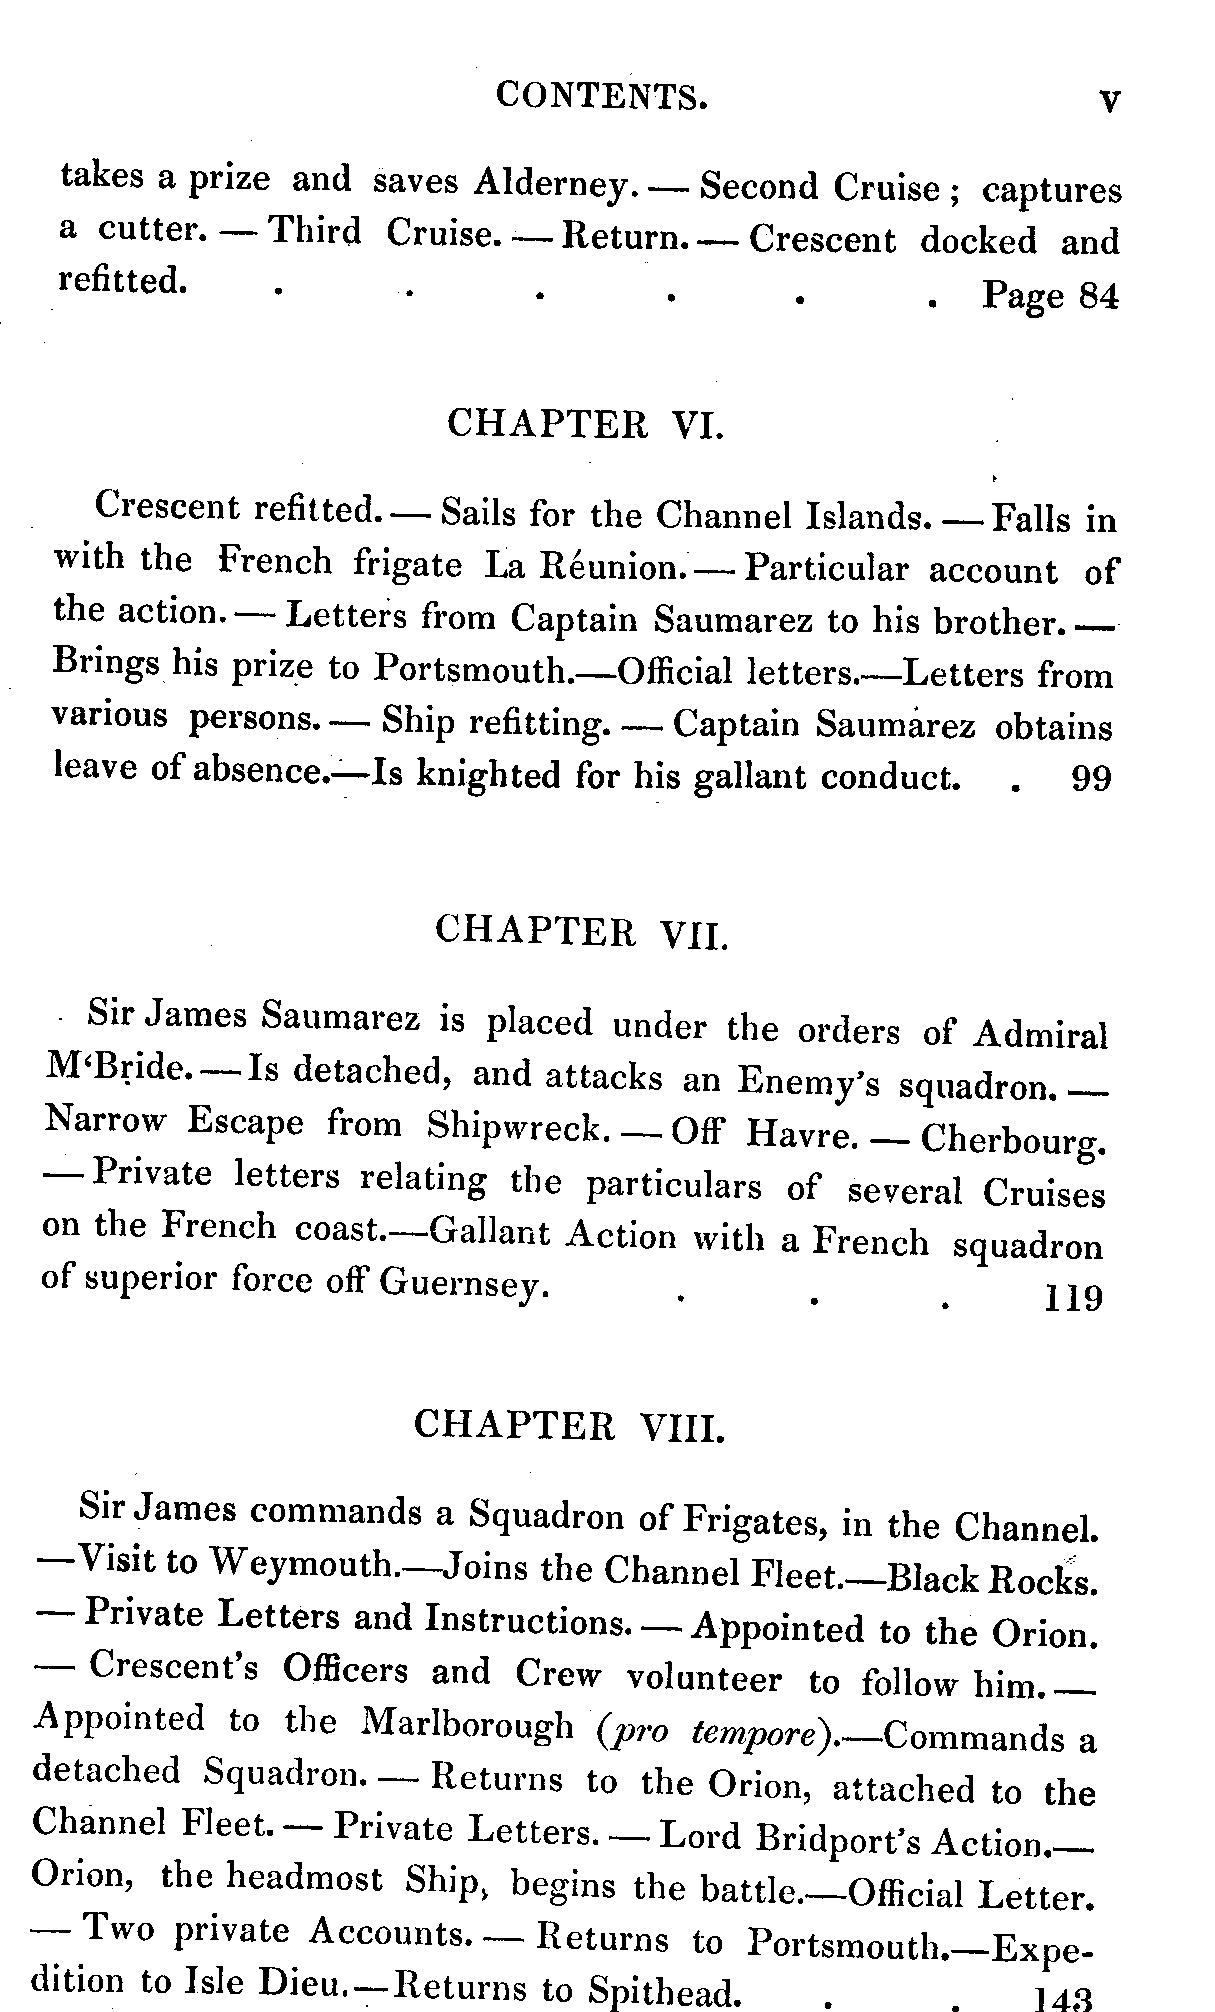 CONTENTS. v
takes a prize and saves Alderney. — Second Cruise ; captures
a cutter. — Third Cruise. — Return. — Crescent docked and
refitted. . . . . . . Page 84
CHAPTER VI.
Crescent refitted. — Sails for the Channel Islands. — Falls in
with the French frigate La Réunion. — Particular account of
the action. — Letters from Captain Saumarez to his brother. —
Brings his prize to Portsmouth.—Official letters.—Letters from
various persons. — Ship refitting. — Captain Saumarez obtains
leave of absence.—Is knighted for his gallant conduct. . 99
CHAPTER VII.
Sir James Saumarez is placed under the orders of Admiral
M‘Bride. — Is detached, and attacks an Enemy's squadron. —
Narrow Escape from Shipwreck. — Off Havre. — Cherbourg.
— Private letters relating the particulars of several Cruises
on the French coast.—Gallant Action with a French squadron
of superior force off Guernsey. . . . 119
CHAPTER VIII.
Sir James commands a Squadron of Frigates, in the Channel.
—Visit to Weymouth.—Joins the Channel Fleet.—Black Rocks.
— Private Letters and Instructions. — Appointed to the Orion.
— Crescent's Officers and Crew volunteer to follow him. —
Appointed to the Marlborough (pro tempore).—Commands a
detached Squadron. — Returns to the Orion, attached to the
Channel Fleet. — Private Letters. — Lord Bridport's Action.—
Orion, the headmost Ship, begins the battle.—Official Letter.
— Two private Accounts. — Returns to Portsmouth.—Expe-
dition to Isle Dieu.—Returns to Spithead. . . 143